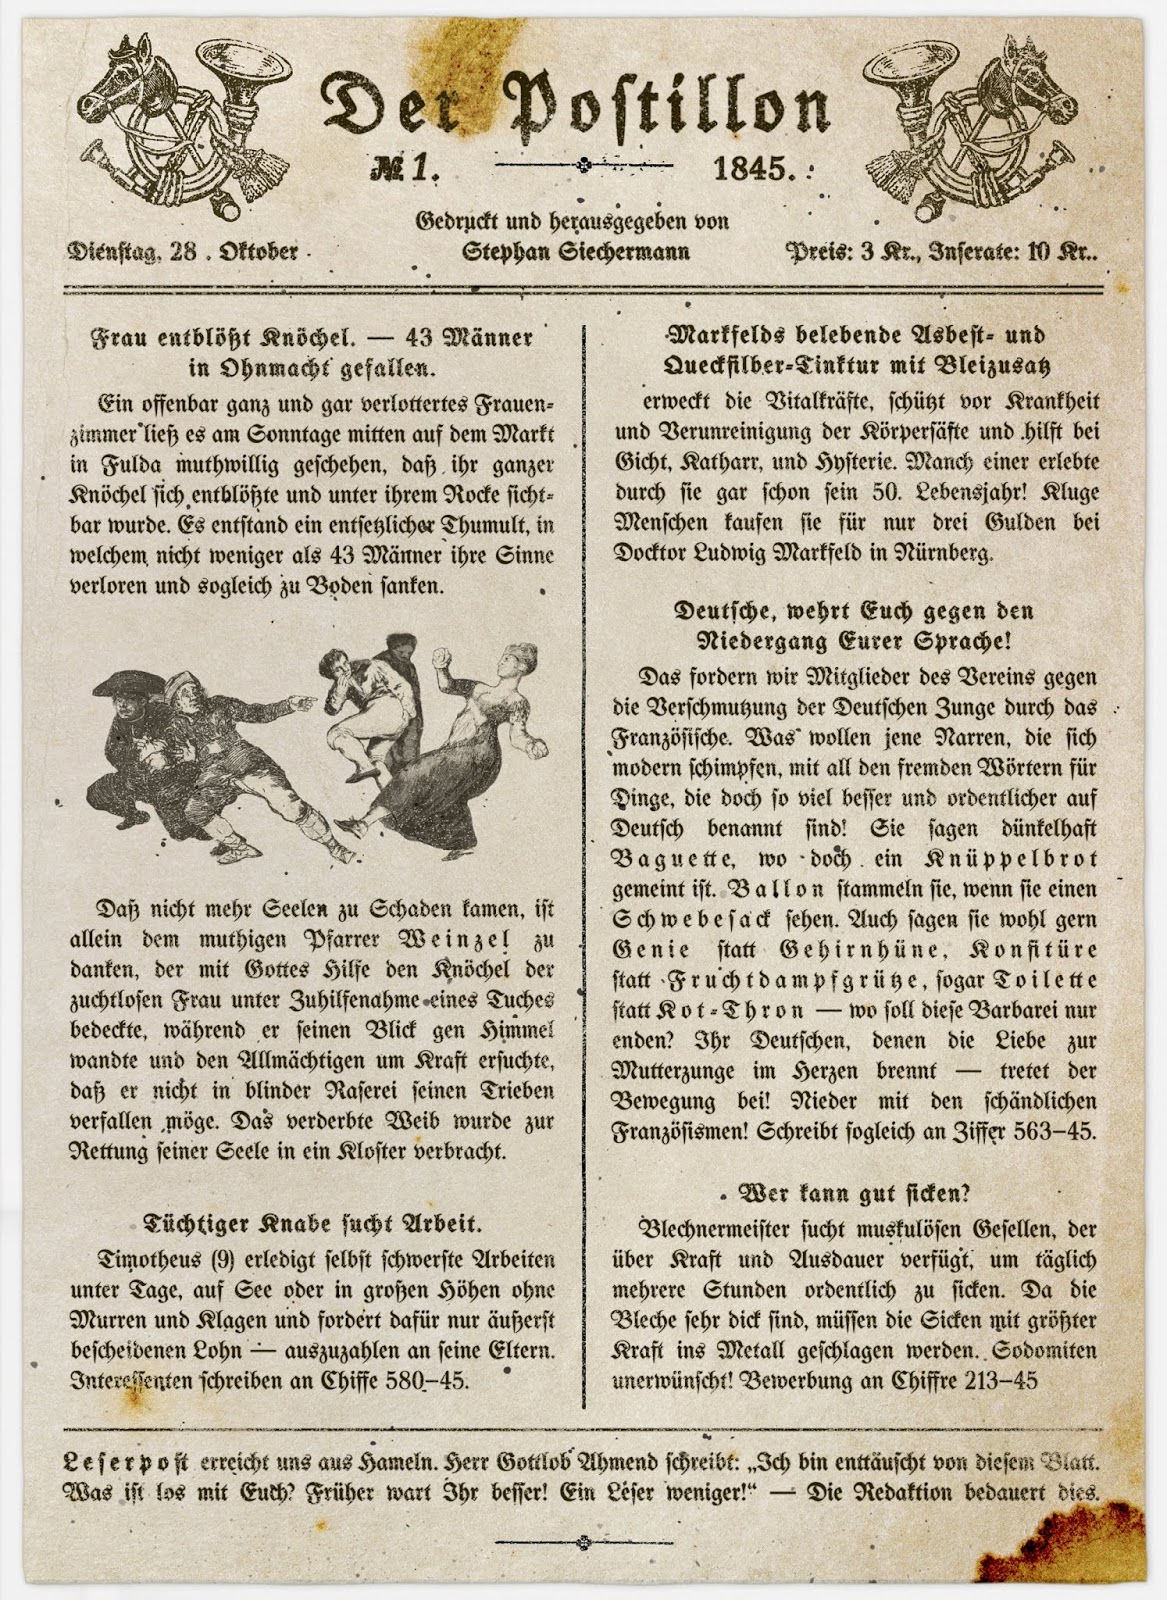 Der Postillon
№ 1.
1845.
Gedruckt und herausgegeben von
Dienstag, 28. Oktober
Stephan Siechermann
Preis: 3 Kr., Inserate: 10 Kr..
Frau entblößt Knöchel. — 43 Männer
in Ohnmacht gefallen.
Ein offenbar ganz und gar verlottertes Frauen-
zimmer ließ es am Sonntage mitten auf dem Markt
in Fulda muthwillig geschehen, daß ihr ganzer
Knöchel sich entblößte und unter ihrem Rocke sicht-
bar wurde. Es entstand ein entsetzlicher Thumult, in
welchem nicht weniger als 43 Männer ihre Sinne
verloren und sogleich zu Boden sanken.
Daß nicht mehr Seelen zu Schaden kamen, ist
allein dem muthigen Pfarrer Weinzel zu
danken, der mit Gottes Hilfe den Knöchel der
zuchtlosen Frau unter Zuhilfenahme eines Tuches
bedeckte, während er seinen Blick gen Himmel
wandte und den Allmächtigen um Kraft ersuchte,
daß er nicht in blinder Raserei seinen Trieben
verfallen möge. Das verderbte Weib wurde zur
Rettung seiner Seele in ein Kloster verbracht.
Tüchtiger Knabe sucht Arbeit.
Timotheus (9) erledigt selbst schwerste Arbeiten
unter Tage, auf See oder in großen Höhen ohne
Murren und Klagen und fordert dafür nur äußerst
bescheidenen Lohn — auszuzahlen an seine Eltern.
Interessenten schreiben an Chiffe 580–45.
Markfelds belebende Asbest- und
Quecksilber-Tinktur mit Bleizusatz
erweckt die Vitalkräfte, schützt vor Krankheit
und Verunreinigung der Körpersäfte und hilft bei
Gicht, Katharr, und Hysterie. Manch einer erlebte
durch sie gar schon sein 50. Lebensjahr! Kluge
Menschen kaufen sie für nur drei Gulden bei
Docktor Ludwig Markfeld in Nürnberg.
Deutsche, wehrt Euch gegen den
Niedergang Eurer Sprache!
Das fordern wir Mitglieder des Vereins gegen
die Verschmutzung der Deutschen Zunge durch das
Französische. Was wollen jene Narren, die sich
modern schimpfen, mit all den fremden Wörtern für
Dinge, die doch so viel besser und ordentlicher auf
Deutsch benannt sind! Sie sagen dünkelhaft
Baguette, wo doch ein Knüppelbrot
gemeint ist. Ballon stammeln sie, wenn sie einen
Schwebesack sehen. Auch sagen sie wohl gern
Genie statt Gehirnhüne, Konfitüre
statt Fruchtdampfgrütze, sogar Toilette
statt Kot-Thron — wo soll diese Barbarei nur
enden? Ihr Deutschen, denen die Liebe zur
Mutterzunge im Herzen brennt — tretet der
Bewegung bei! Nieder mit den schändlichen
Französismen! Schreibt sogleich an Ziffer 563–45.
Wer kann gut sicken?
Blechnermeister sucht muskulösen Gesellen, der
über Kraft und Ausdauer verfügt, um täglich
mehrere Stunden ordentlich zu sicken. Da die
Bleche sehr dick sind, müssen die Sicken mit größter
Kraft ins Metall geschlagen werden. Sodomiten
unerwünscht! Bewerbung an Chiffre 213–45
Leserpost erreicht uns aus Hameln. Herr Gottlob Ahmend schreibt: „Ich bin enttäuscht von diesem Blatt.
Was ist los mit Euch? Früher wart Ihr besser! Ein Leser weniger!“ — Die Redaktion bedauert dies.